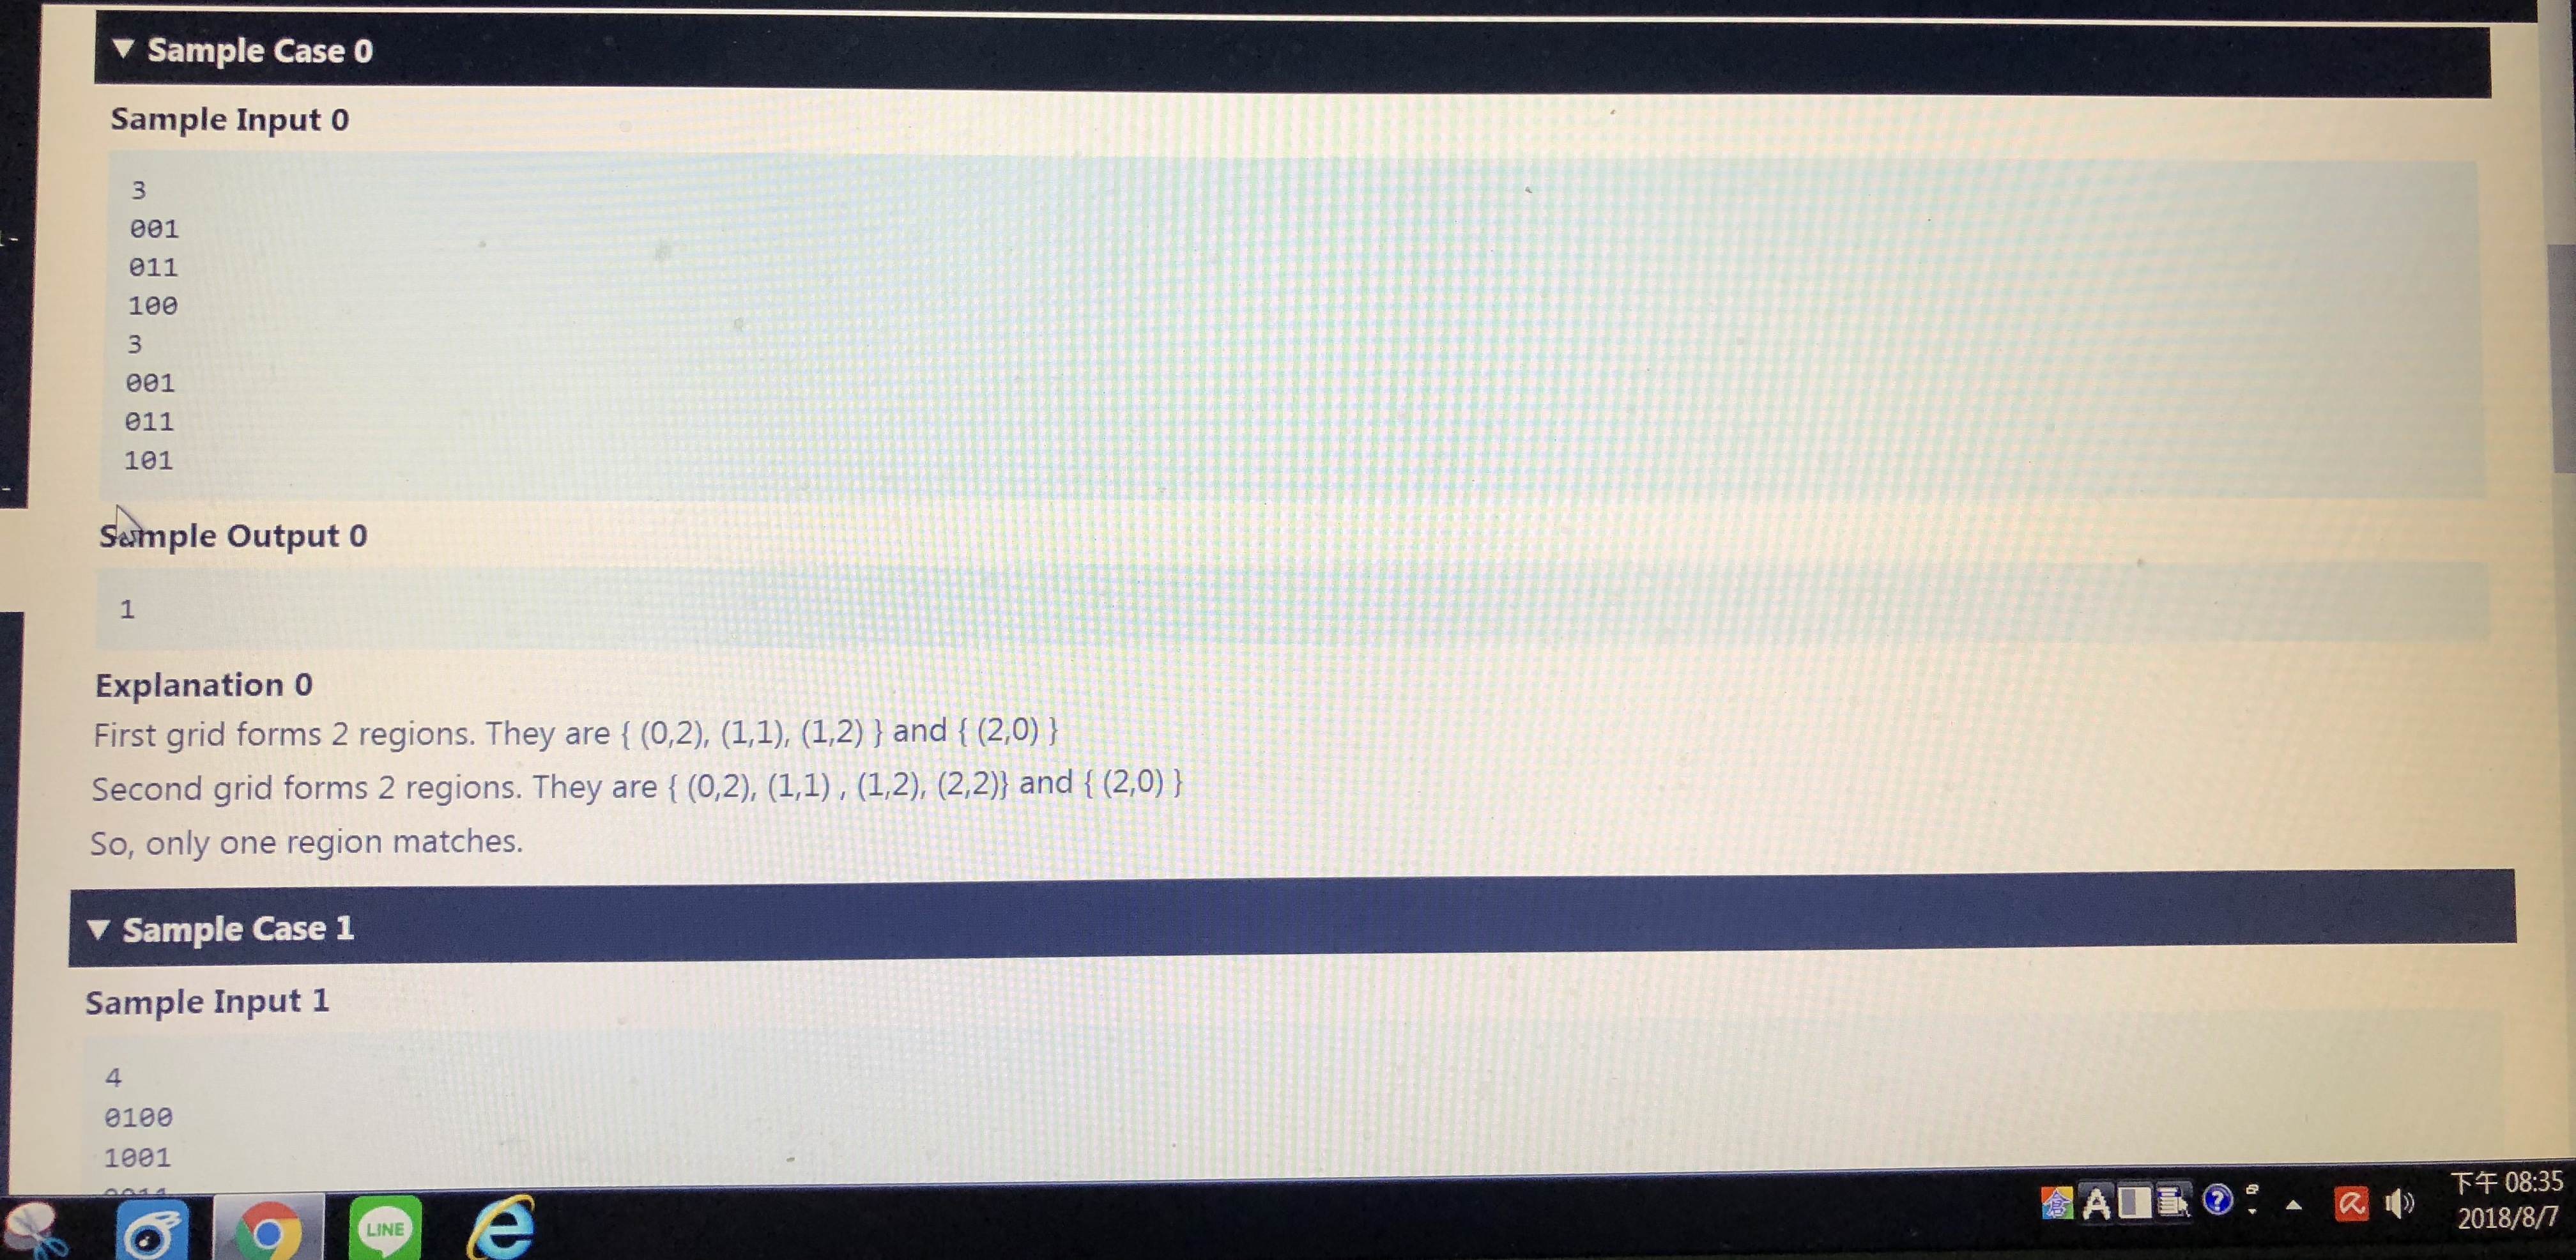 ▼ Sample Case 0
Sample Input 0
3
001
011
100
3
001
011
101
Sample Output 0
1
Explanation 0
First grid forms 2 regions. They are { (0,2), (1,1), (1,2) } and { (2,0) }
Second grid forms 2 regions. They are { (0,2), (1,1) , (1,2), (2,2)} and { (2,0) }
So, only one region matches.
▼ Sample Case 1
Sample Input 1
4
0100
1001
LINE
A
?
下午 08:35
2018/8/7